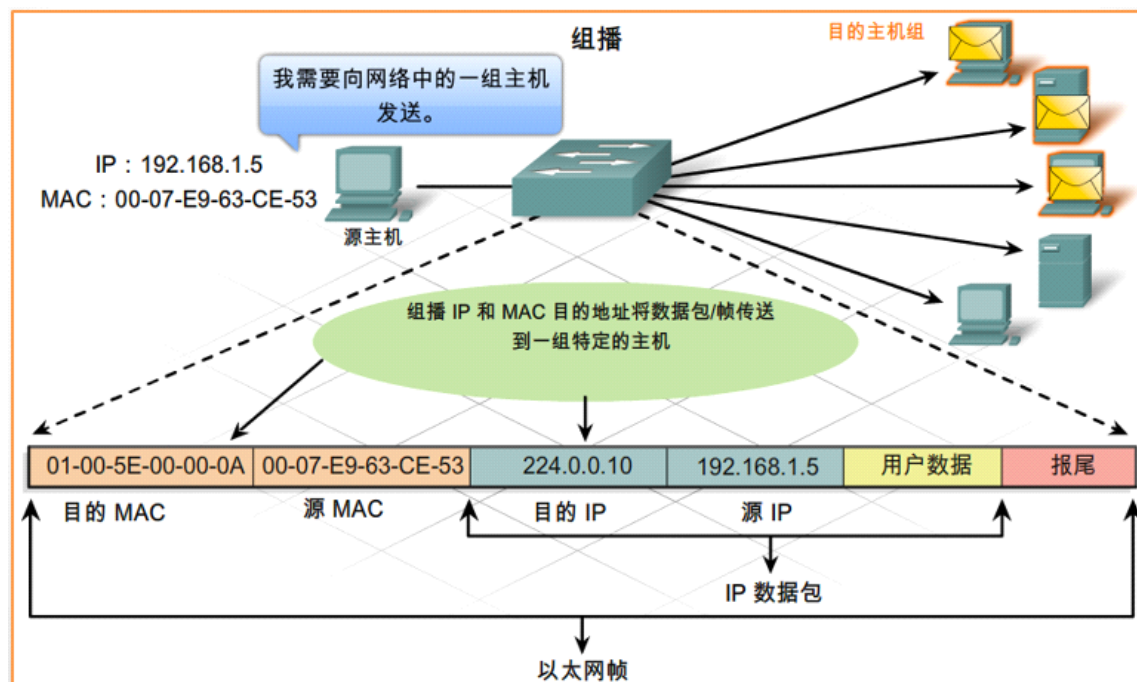 组播
目的主机组
我需要向网络中的一组主机
发送。
IP：192.168.1.5
MAC：00-07-E9-63-CE-53
源主机
组播 IP 和 MAC 目的地址将数据包/帧传送
到一组特定的主机
01-00-5E-00-00-0A 00-07-E9-63-CE-53 224.0.0.10 192.168.1.5 用户数据 报尾
目的 MAC 源 MAC 目的 IP 源 IP
IP 数据包
以太网帧